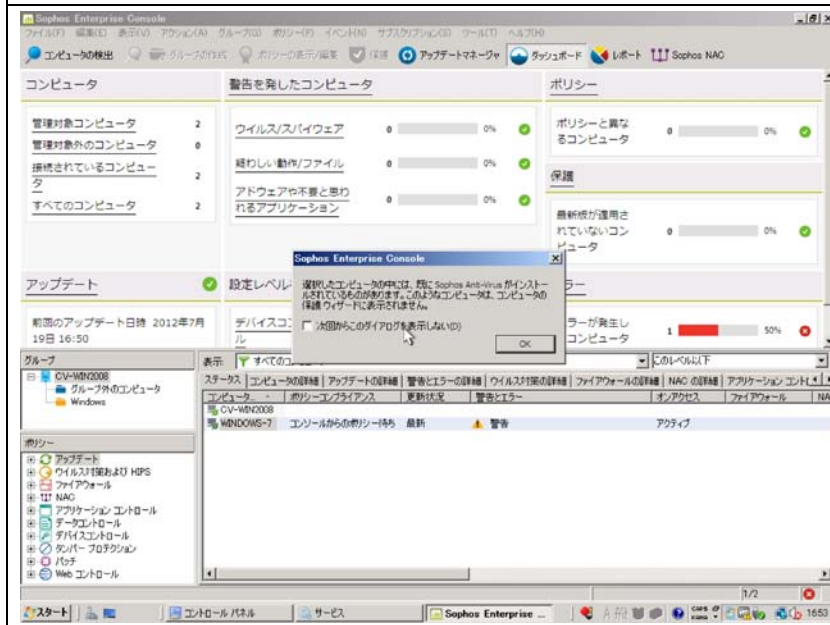 Sophos Enterprise Console
ファイル(F) 編集(E) 表示(V) アクション(A) グループ(G) ポリシー(P) イベント(N) サブスクリプション(S) ツール(T) ヘルプ(H)
コンピュータの検出 グループの作成 ポリシーの表示/編集 保護 アップデートマネージャ ダッシュボード レポート Sophos NAC
コンピュータ
管理対象コンピュータ 2
管理対象外のコンピュータ 0
接続されているコンピュー
タ 2
すべてのコンピュータ 2
警告を発したコンピュータ
ウイルス/スパイウェア 0 0%
疑わしい動作/ファイル 0 0%
アドウェアや不要と思わ
れるアプリケーション 0 0%
ポリシー
ポリシーと異な
るコンピュータ 0 0%
保護
最新版が適用さ
れていないコン
ピュータ 0 0%
アップデート
前回のアップデート日時 2012年7月
19日 16:50
設定レベル
デバイスコ
ル
ラー
ラーが発生し
コンピュータ 1 50%
Sophos Enterprise Console
選択したコンピュータの中には、既に Sophos Anti-Virus がインストー
ルされているものがあります。このようなコンピュータは、コンピュータの
保護ウィザードに表示されません。
次回からこのダイアログを表示しない(D)
OK
グループ
CV-WIN2008
グループ外のコンピュータ
Windows
表示: すべてのコ このレベル以下
ステータス コンピュータの詳細 アップデートの詳細 警告とエラーの詳細 ウイルス対策の詳細 ファイアウォールの詳細 NAC の詳細 アプリケーション コント
コンピュータ... ポリシーコンプライアンス 更新状況 警告とエラー オンアクセス ファイアウォール NA
CV-WIN2008
WINDOWS-7 コンソールからのポリシー待ち 最新 警告 アクティブ
ポリシー
アップデート
ウイルス対策および HIPS
ファイアウォール
NAC
アプリケーション コントロール
データコントロール
デバイスコントロール
タンパー プロテクション
パッチ
Web コントロール
1/2
スタート コントロール パネル サービス Sophos Enterprise ... A 般 CAPS KANA 1653